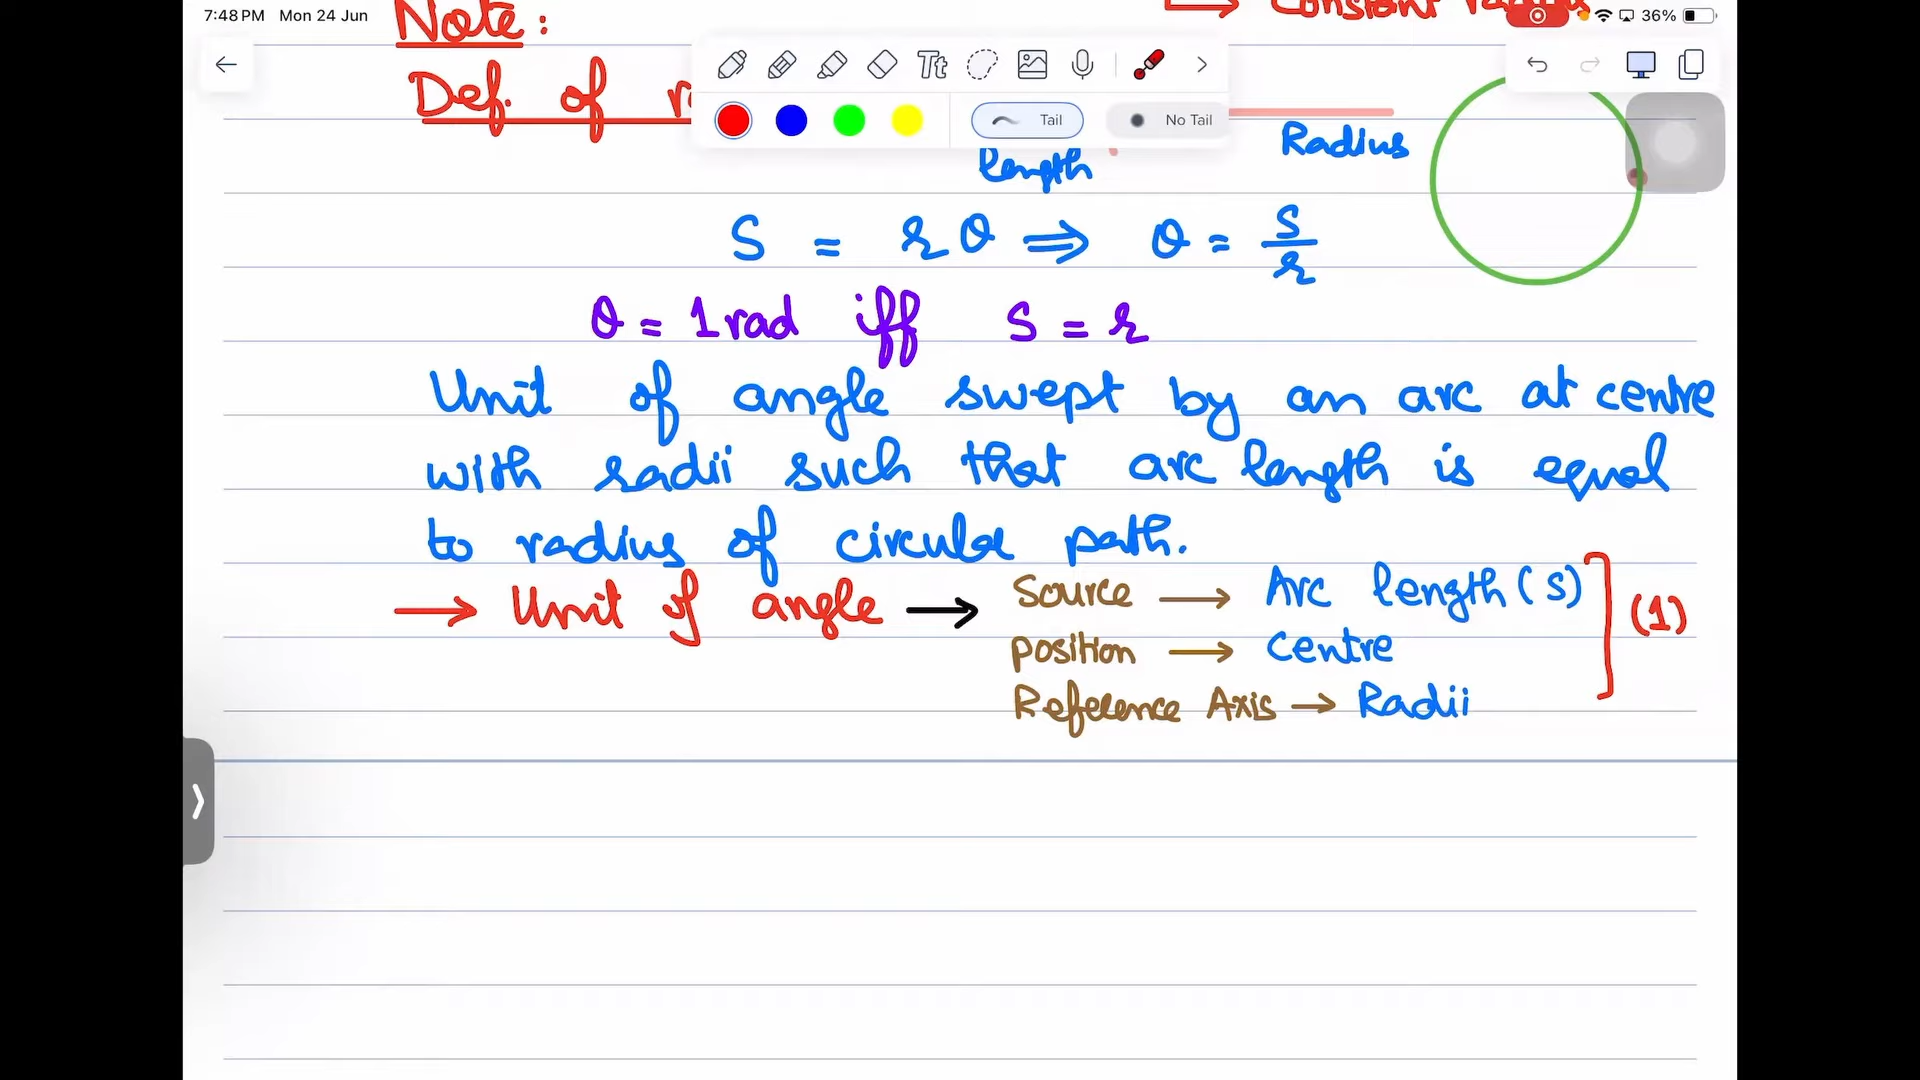 7:48 PM Mon 24 Jun
36%
Note:
→ Constant
Def. of
Tt
Tail
No Tail
length
Radius
S = r θ ⇒ θ = S/r
θ = 1 rad iff S = r
Unit of angle swept by an arc at centre
with radii such that arc length is equal
to radius of circular path.
→ Unit of angle → Source → Arc length (S)
position → Centre
Reference Axis → Radii
(1)